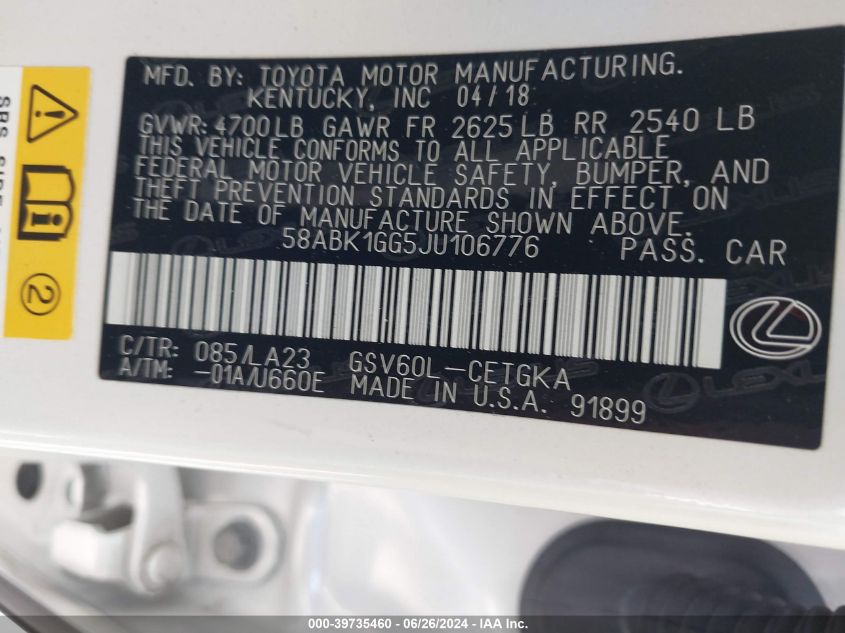 MFD. BY: TOYOTA MOTOR MANUFACTURING.
KENTUCKY, INC 04/18
GVWR: 4700LB GAWR FR 2625LB RR 2540 LB
THIS VEHICLE CONFORMS TO ALL APPLICABLE
FEDERAL MOTOR VEHICLE SAFETY, BUMPER, AND
THEFT PREVENTION STANDARDS IN EFFECT ON
THE DATE OF MANUFACTURE SHOWN ABOVE.
58ABK1GG5JU106776 PASS. CAR
C/TR: 085/LA23 GSV60L-CETGKA
A/TM: -01A/U660E MADE IN U.S.A. 91899
LEXUS
2
000-39735460 - 06/26/2024 - IAA Inc.